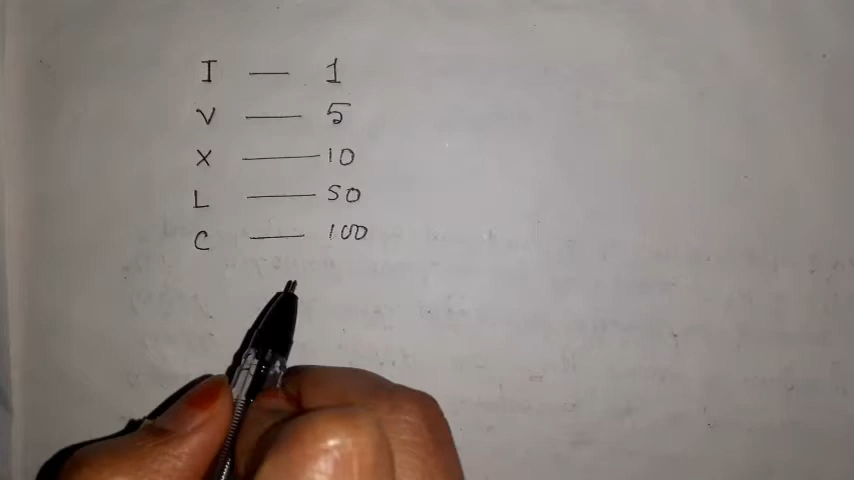 I — 1
V — 5
X — 10
L — 50
C — 100